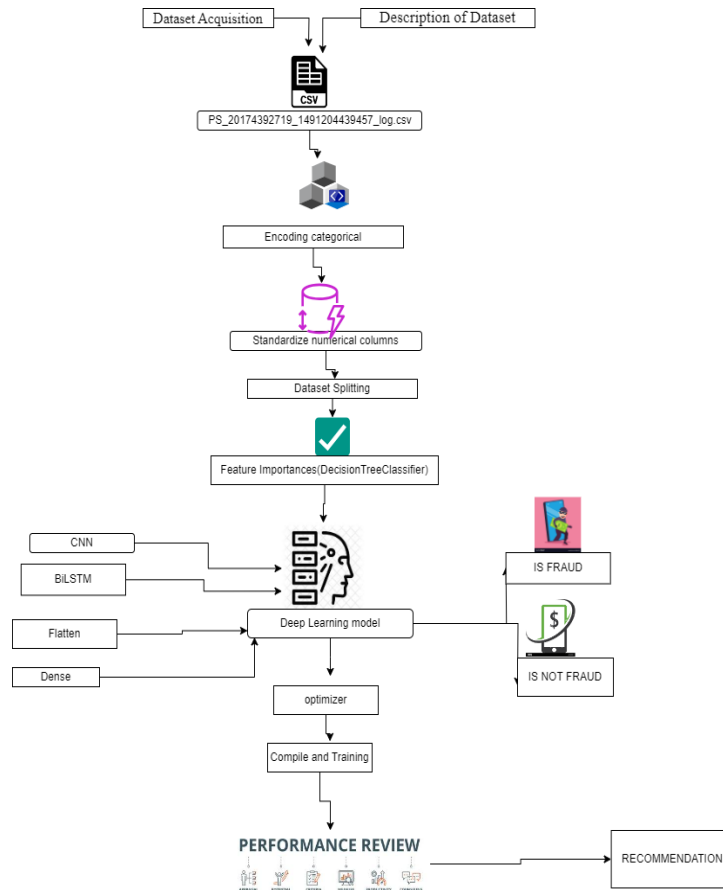 Dataset Acquisition
Description of Dataset
CSV
PS_20174392719_1491204439457_log.csv
Encoding categorical
Standardize numerical columns
Dataset Splitting
Feature Importances(DecisionTreeClassifier)
CNN
BiLSTM
Flatten
Dense
Deep Learning model
IS FRAUD
$
IS NOT FRAUD
optimizer
Compile and Training
PERFORMANCE REVIEW
RECOMMENDATION